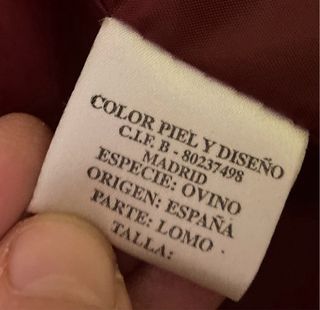 COLOR PIEL Y DISEÑO
C.I.F. B - 80237498
MADRID
ESPECIE: OVINO
ORIGEN: ESPAÑA
PARTE: LOMO
TALLA: